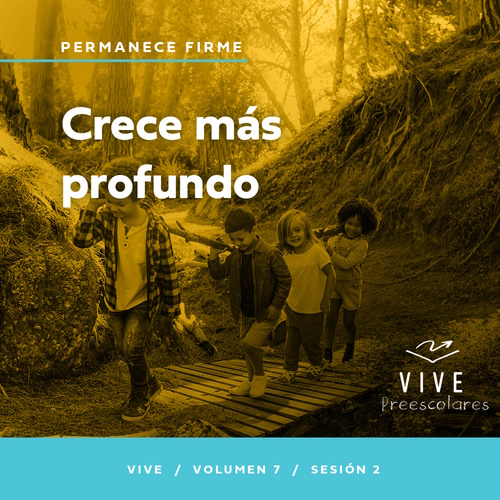 PERMANECE FIRME
Crece más
profundo
VIVE
Preescolares
VIVE / VOLUMEN 7 / SESIÓN 2